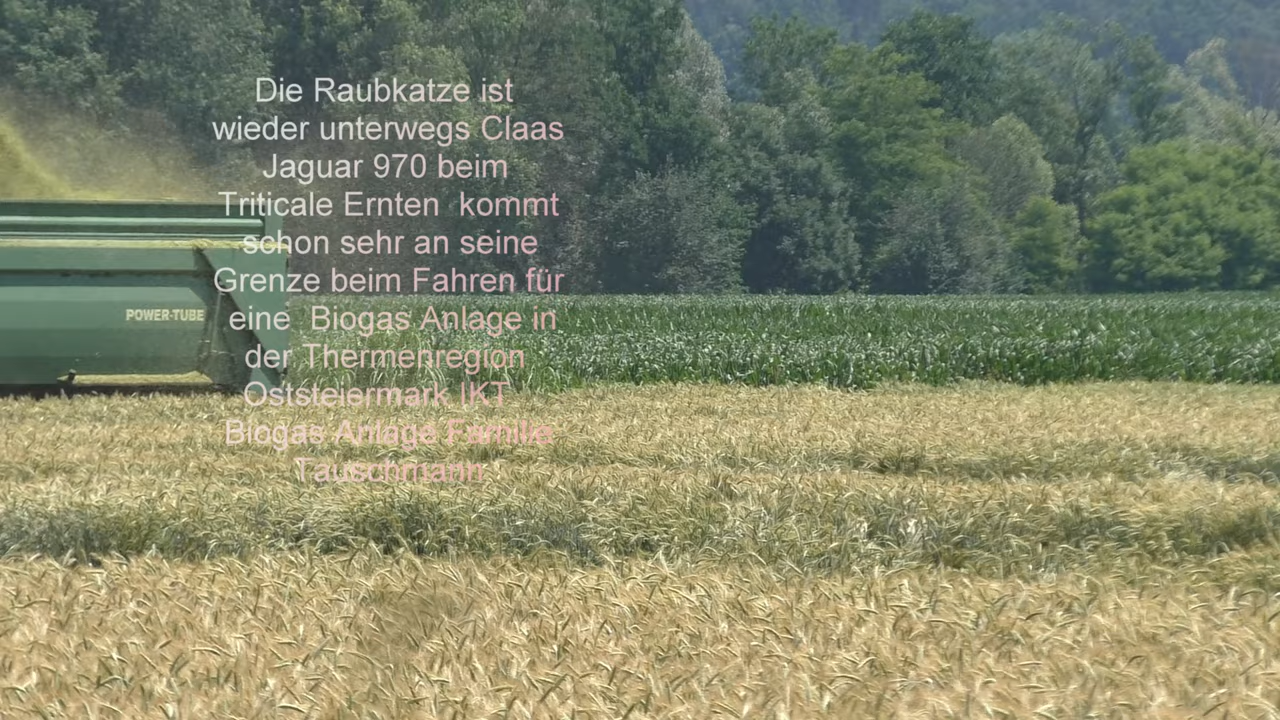 Die Raubkatze ist
wieder unterwegs Claas
Jaguar 970 beim
Triticale Ernten  kommt
schon sehr an seine
Grenze beim Fahren für
eine  Biogas Anlage in
der Thermenregion
Oststeiermark IKT
Biogas Anlage Familie
Tauschmann
POWER-TUBE